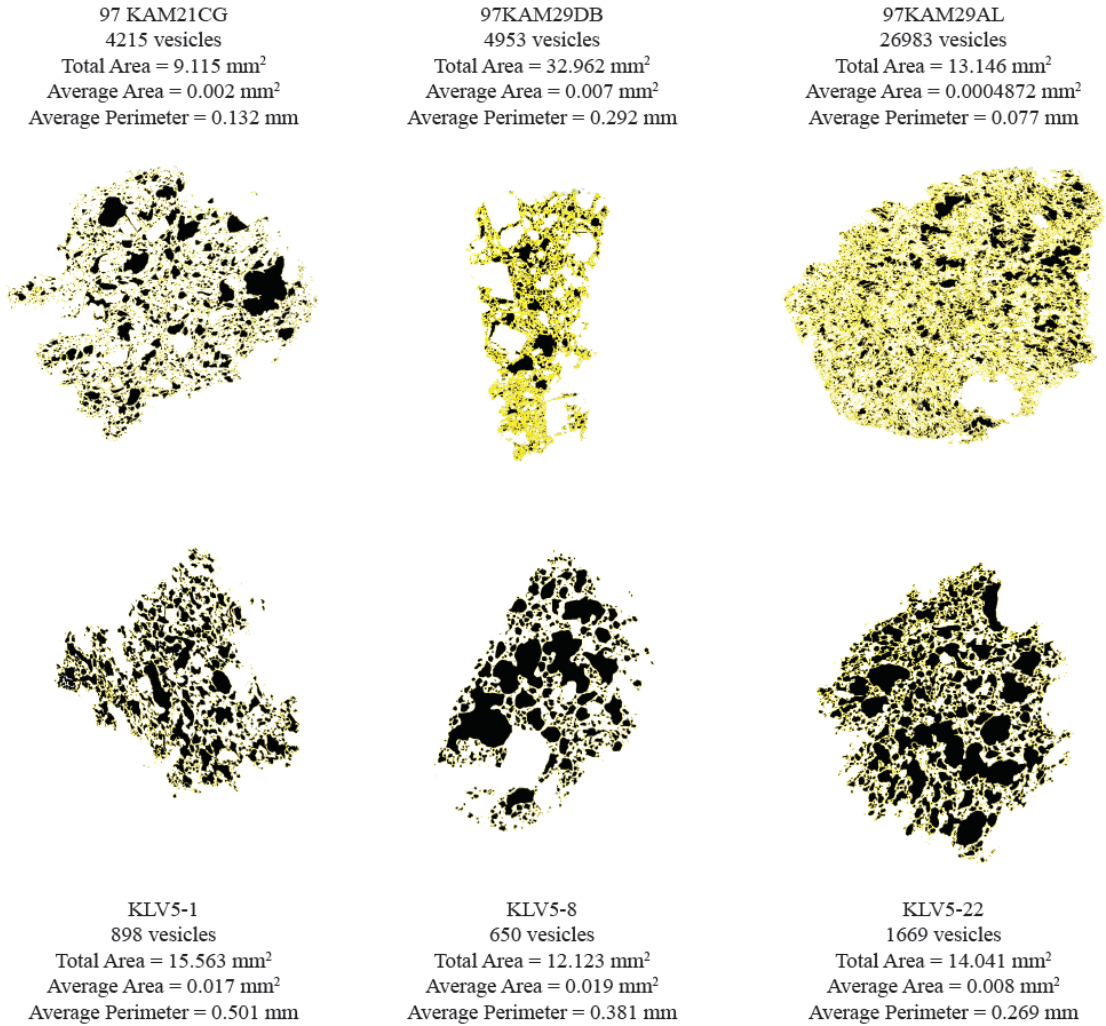 97 KAM21CG
4215 vesicles
Total Area = 9.115 mm²
Average Area = 0.002 mm²
Average Perimeter = 0.132 mm
97KAM29DB
4953 vesicles
Total Area = 32.962 mm²
Average Area = 0.007 mm²
Average Perimeter = 0.292 mm
97KAM29AL
26983 vesicles
Total Area = 13.146 mm²
Average Area = 0.0004872 mm²
Average Perimeter = 0.077 mm
KLV5-1
898 vesicles
Total Area = 15.563 mm²
Average Area = 0.017 mm²
Average Perimeter = 0.501 mm
KLV5-8
650 vesicles
Total Area = 12.123 mm²
Average Area = 0.019 mm²
Average Perimeter = 0.381 mm
KLV5-22
1669 vesicles
Total Area = 14.041 mm²
Average Area = 0.008 mm²
Average Perimeter = 0.269 mm